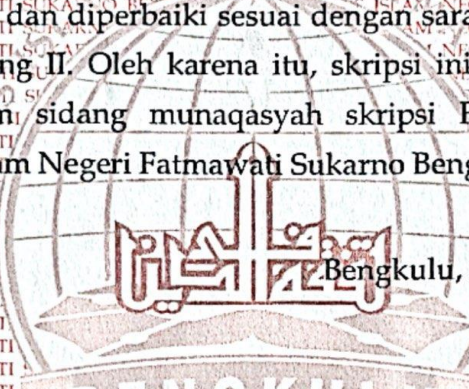 dan diperbaiki sesuai dengan sara
ng II. Oleh karena itu, skripsi ini
m sidang munaqasyah skripsi
am Negeri Fatmawati Sukarno Beng
Bengkulu,